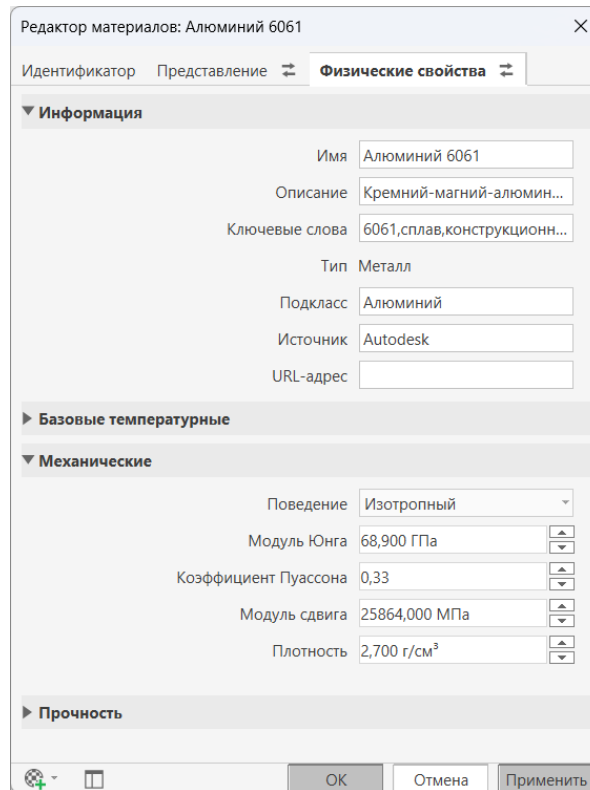 Редактор материалов: Алюминий 6061
Идентификатор Представление Физические свойства
Информация
Имя Алюминий 6061
Описание Кремний-магний-алюмин...
Ключевые слова 6061,сплав,конструкционн...
Тип Металл
Подкласс Алюминий
Источник Autodesk
URL-адрес
Базовые температурные
Механические
Поведение Изотропный
Модуль Юнга 68,900 ГПа
Коэффициент Пуассона 0,33
Модуль сдвига 25864,000 МПа
Плотность 2,700 г/см³
Прочность
ОК Отмена Применить